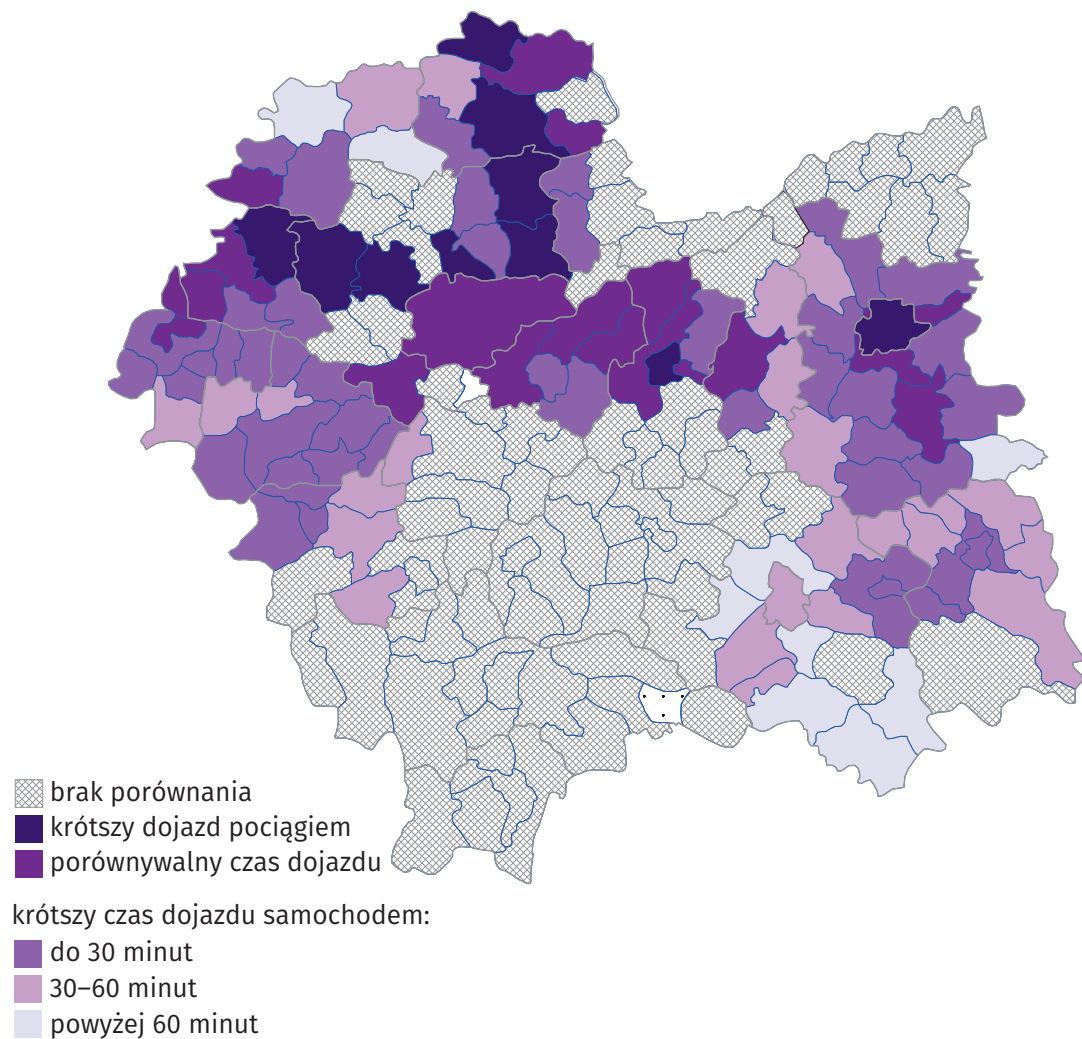 brak porównania
krótszy dojazd pociągiem
porównywalny czas dojazdu
krótszy czas dojazdu samochodem:
do 30 minut
30–60 minut
powyżej 60 minut